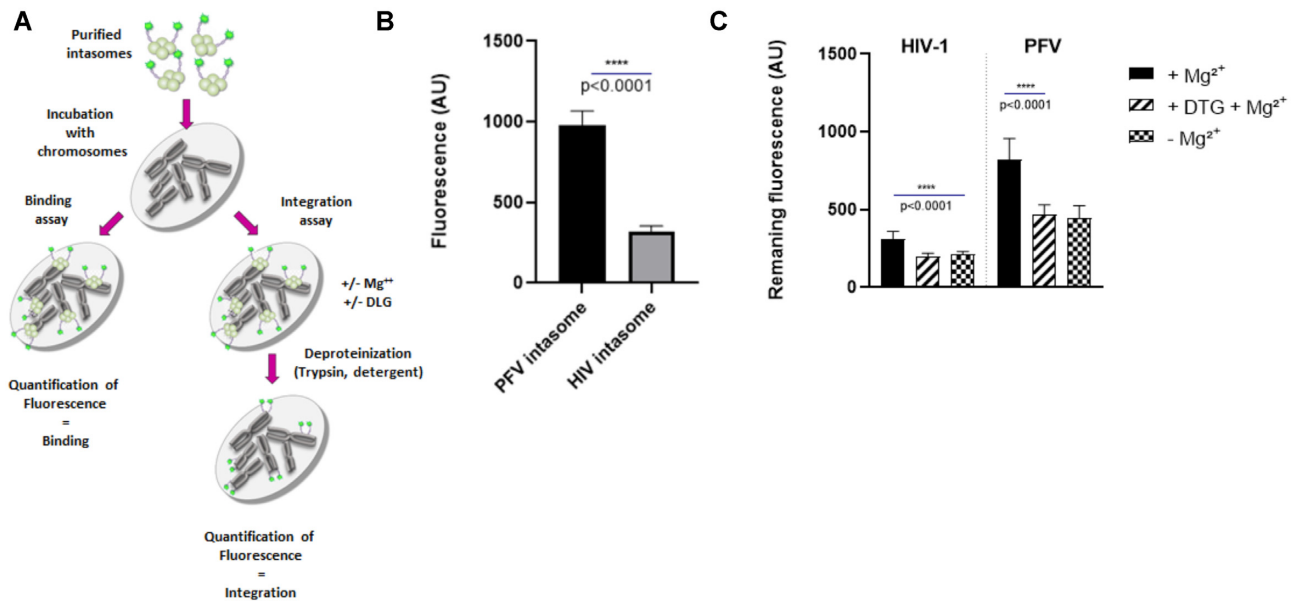 A
Purified
intasomes
Incubation
with
chromosomes
Binding
assay
Integration
assay
+/- Mg⁺⁺
+/- DLG
Deproteinization
(Trypsin, detergent)
Quantification of
Fluorescence
=
Binding
Quantification of
Fluorescence
=
Integration
B
Fluorescence (AU)
1500
1000
500
0
****
p<0.0001
PFV intasome
HIV intasome
C
Remaning fluorescence (AU)
1500
1000
500
0
HIV-1
PFV
****
p<0.0001
****
p<0.0001
+ Mg²⁺
+ DTG + Mg²⁺
- Mg²⁺